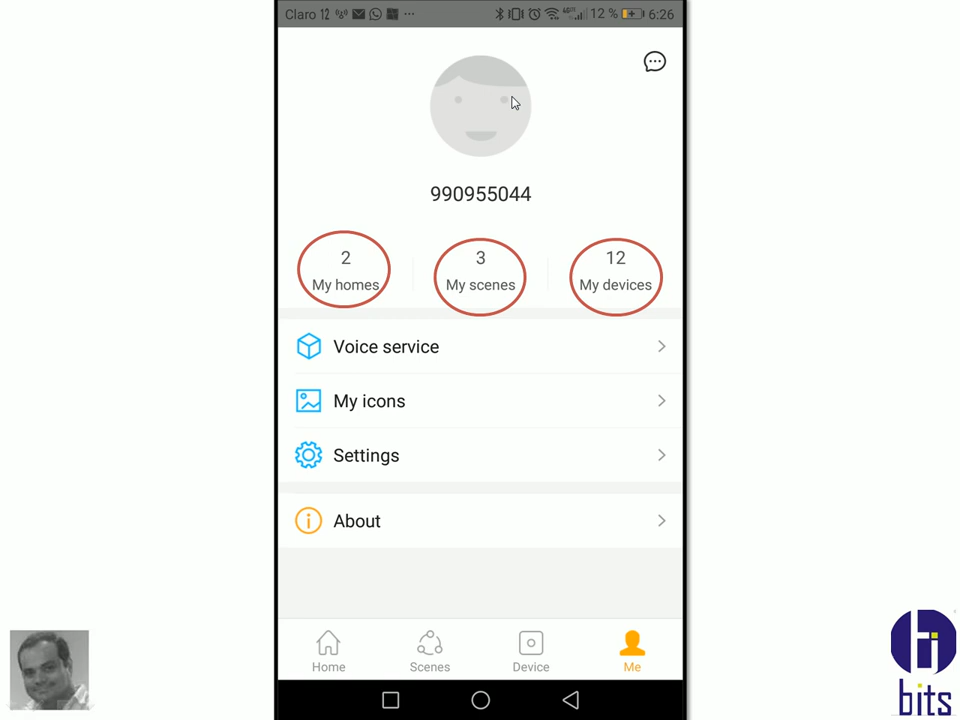 Claro 12 12 % 6:26
990955044
2 3 12
My homes My scenes My devices
Voice service
My icons
Settings
About
Home Scenes Device Me
bits